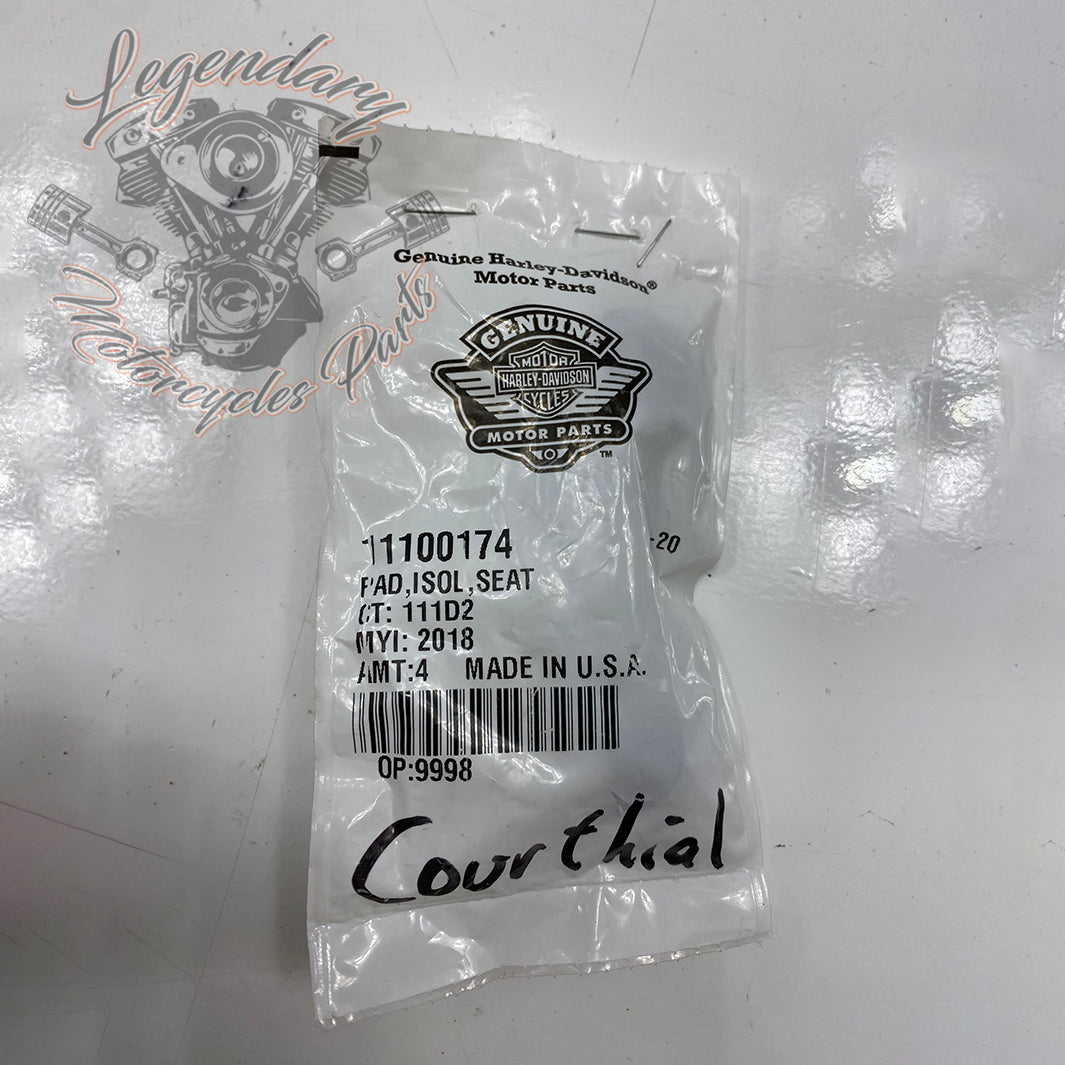 Legendary
Motorcycles Parts
Genuine Harley-Davidson®
Motor Parts
GENUINE
MOTOR
HARLEY-DAVIDSON
CYCLES
MOTOR PARTS
™
11100174
-20
PAD,ISOL,SEAT
CT: 111D2
MYI: 2018
AMT:4 MADE IN U.S.A.
OP:9998
Courthial